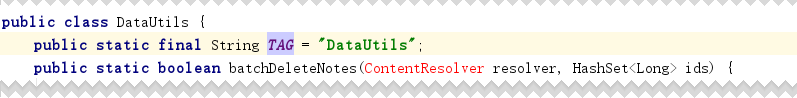 public class DataUtils {
public static final String TAG = "DataUtils";
public static boolean batchDeleteNotes(ContentResolver resolver, HashSet<Long> ids) {